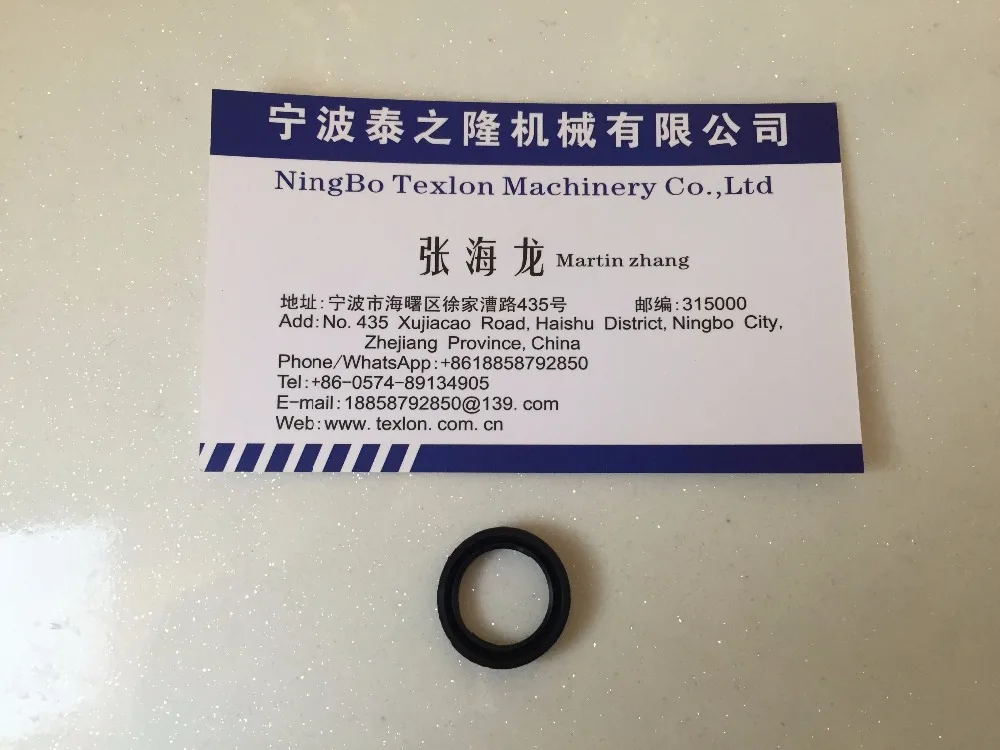 宁波泰之隆机械有限公司
NingBo Texlon Machinery Co.,Ltd
张海龙 Martin zhang
地址:宁波市海曙区徐家漕路435号 邮编:315000
Add:No. 435 Xujiacao Road, Haishu District, Ningbo City,
Zhejiang Province, China
Phone/WhatsApp:+8618858792850
Tel:+86-0574-89134905
E-mail:18858792850@139. com
Web:www. texlon. com. cn